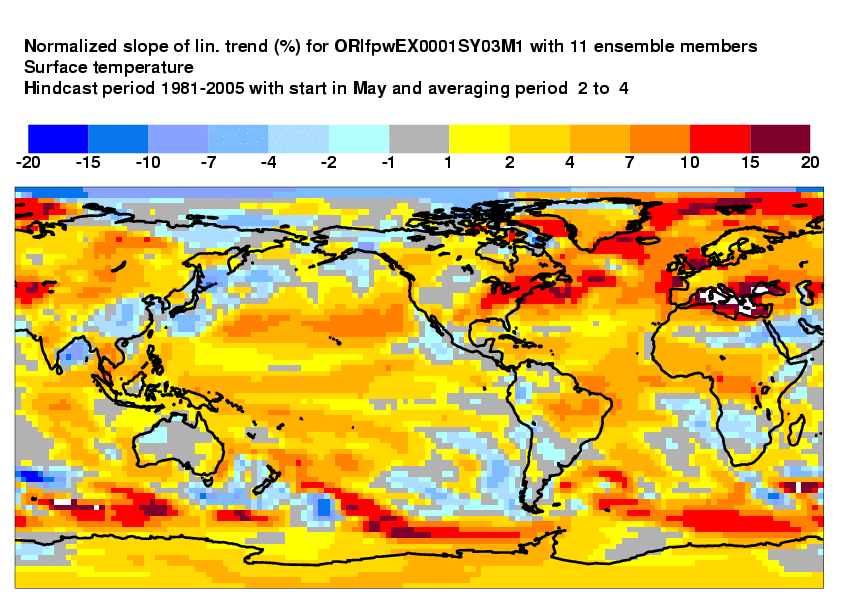 Normalized slope of lin. trend (%) for ORlfpwEX0001SY03M1 with 11 ensemble members
Surface temperature
Hindcast period 1981-2005 with start in May and averaging period  2 to  4
-20 -15 -10 -7 -4 -2 -1 1 2 4 7 10 15 20